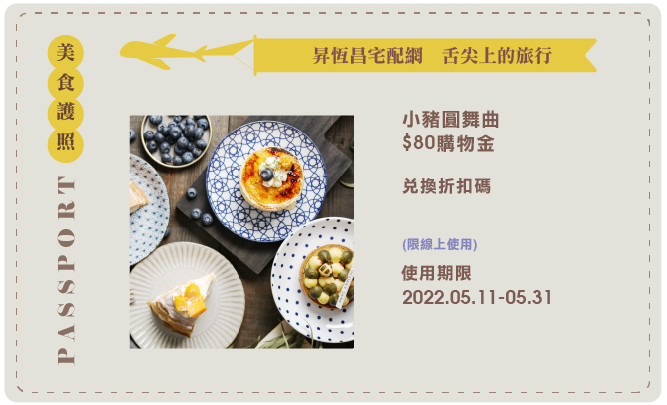 美食護照
PASSPORT
昇恆昌宅配網 舌尖上的旅行
小豬圓舞曲
$80購物金
兌換折扣碼
(限線上使用)
使用期限
2022.05.11-05.31